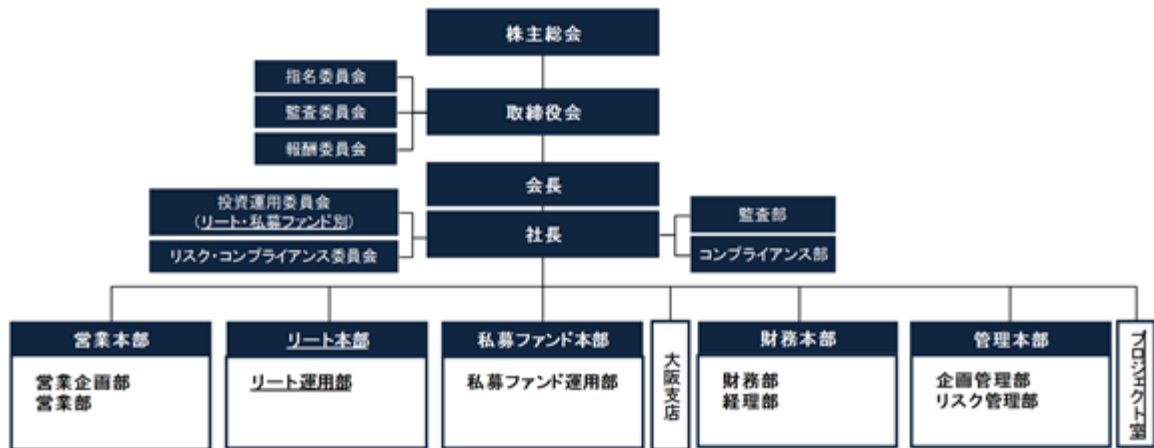 株主総会
指名委員会
監査委員会
報酬委員会
取締役会
会長
投資運用委員会
(リート・私募ファンド別)
リスク・コンプライアンス委員会
社長
監査部
コンプライアンス部
営業本部
営業企画部
営業部
リート本部
リート運用部
私募ファンド本部
私募ファンド運用部
大阪支店
財務本部
財務部
経理部
管理本部
企画管理部
リスク管理部
プロジェクト室